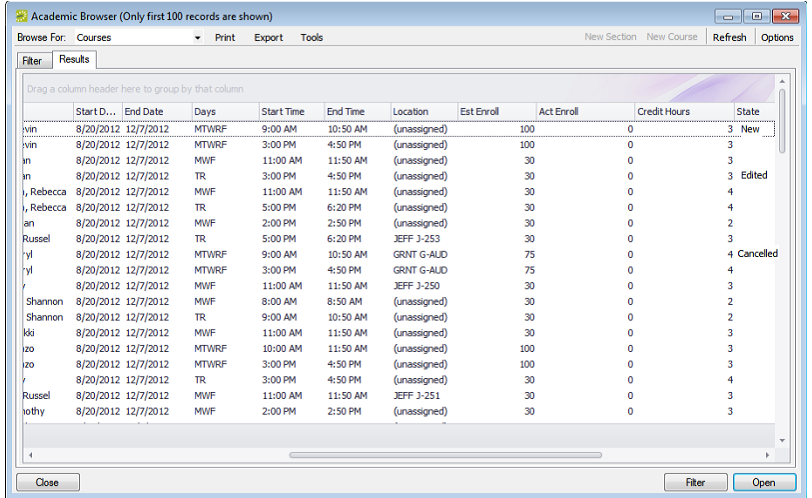 Academic Browser (Only first 100 records are shown)
Browse For: Courses Print Export Tools New Section New Course Refresh Options
Filter Results
Drag a column header here to group by that column
Start D... End Date Days Start Time End Time Location Est Enroll Act Enroll Credit Hours State
evin 8/20/2012 12/7/2012 MTWRF 9:00 AM 10:50 AM (unassigned) 100 0 3 New
evin 8/20/2012 12/7/2012 MTWRF 3:00 PM 4:50 PM (unassigned) 100 0 3
an 8/20/2012 12/7/2012 MWF 11:00 AM 11:50 AM (unassigned) 30 0 3
an 8/20/2012 12/7/2012 TR 3:00 PM 4:50 PM (unassigned) 30 0 3 Edited
, Rebecca 8/20/2012 12/7/2012 MWF 11:00 AM 11:50 AM (unassigned) 30 0 4
, Rebecca 8/20/2012 12/7/2012 TR 5:00 PM 6:20 PM (unassigned) 30 0 4
an 8/20/2012 12/7/2012 MWF 2:00 PM 2:50 PM (unassigned) 30 0 2
Russel 8/20/2012 12/7/2012 TR 5:00 PM 6:20 PM JEFF J-253 30 0 3
ryl 8/20/2012 12/7/2012 MTWRF 9:00 AM 10:50 AM GRNT G-AUD 75 0 4 Cancelled
ryl 8/20/2012 12/7/2012 MTWRF 3:00 PM 4:50 PM GRNT G-AUD 75 0 4
8/20/2012 12/7/2012 MWF 11:00 AM 11:50 AM JEFF J-250 30 0 3
Shannon 8/20/2012 12/7/2012 MWF 8:00 AM 8:50 AM (unassigned) 30 0 2
Shannon 8/20/2012 12/7/2012 TR 9:00 AM 10:50 AM (unassigned) 30 0 2
kki 8/20/2012 12/7/2012 MWF 11:00 AM 11:50 AM (unassigned) 30 0 3
nzo 8/20/2012 12/7/2012 MTWRF 10:00 AM 11:50 AM (unassigned) 100 0 3
nzo 8/20/2012 12/7/2012 MTWRF 3:00 PM 4:50 PM (unassigned) 100 0 3
8/20/2012 12/7/2012 TR 3:00 PM 4:50 PM (unassigned) 30 0 4
Russel 8/20/2012 12/7/2012 MWF 11:00 AM 11:50 AM JEFF J-251 30 0 3
nothy 8/20/2012 12/7/2012 MWF 2:00 PM 2:50 PM (unassigned) 30 0 3
Close Filter Open